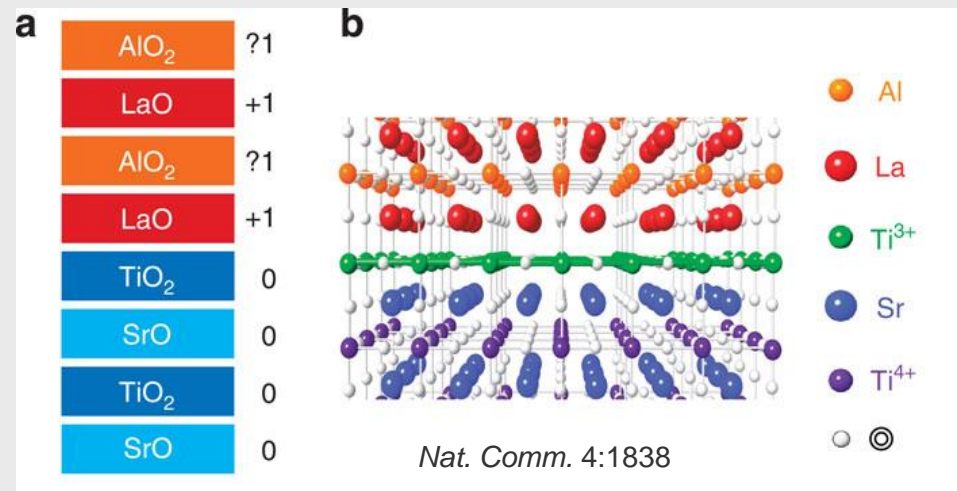 a
AlO₂ ?1
LaO +1
AlO₂ ?1
LaO +1
TiO₂ 0
SrO 0
TiO₂ 0
SrO 0
b
Al
La
Ti³⁺
Sr
Ti⁴⁺
◎
Nat. Comm. 4:1838